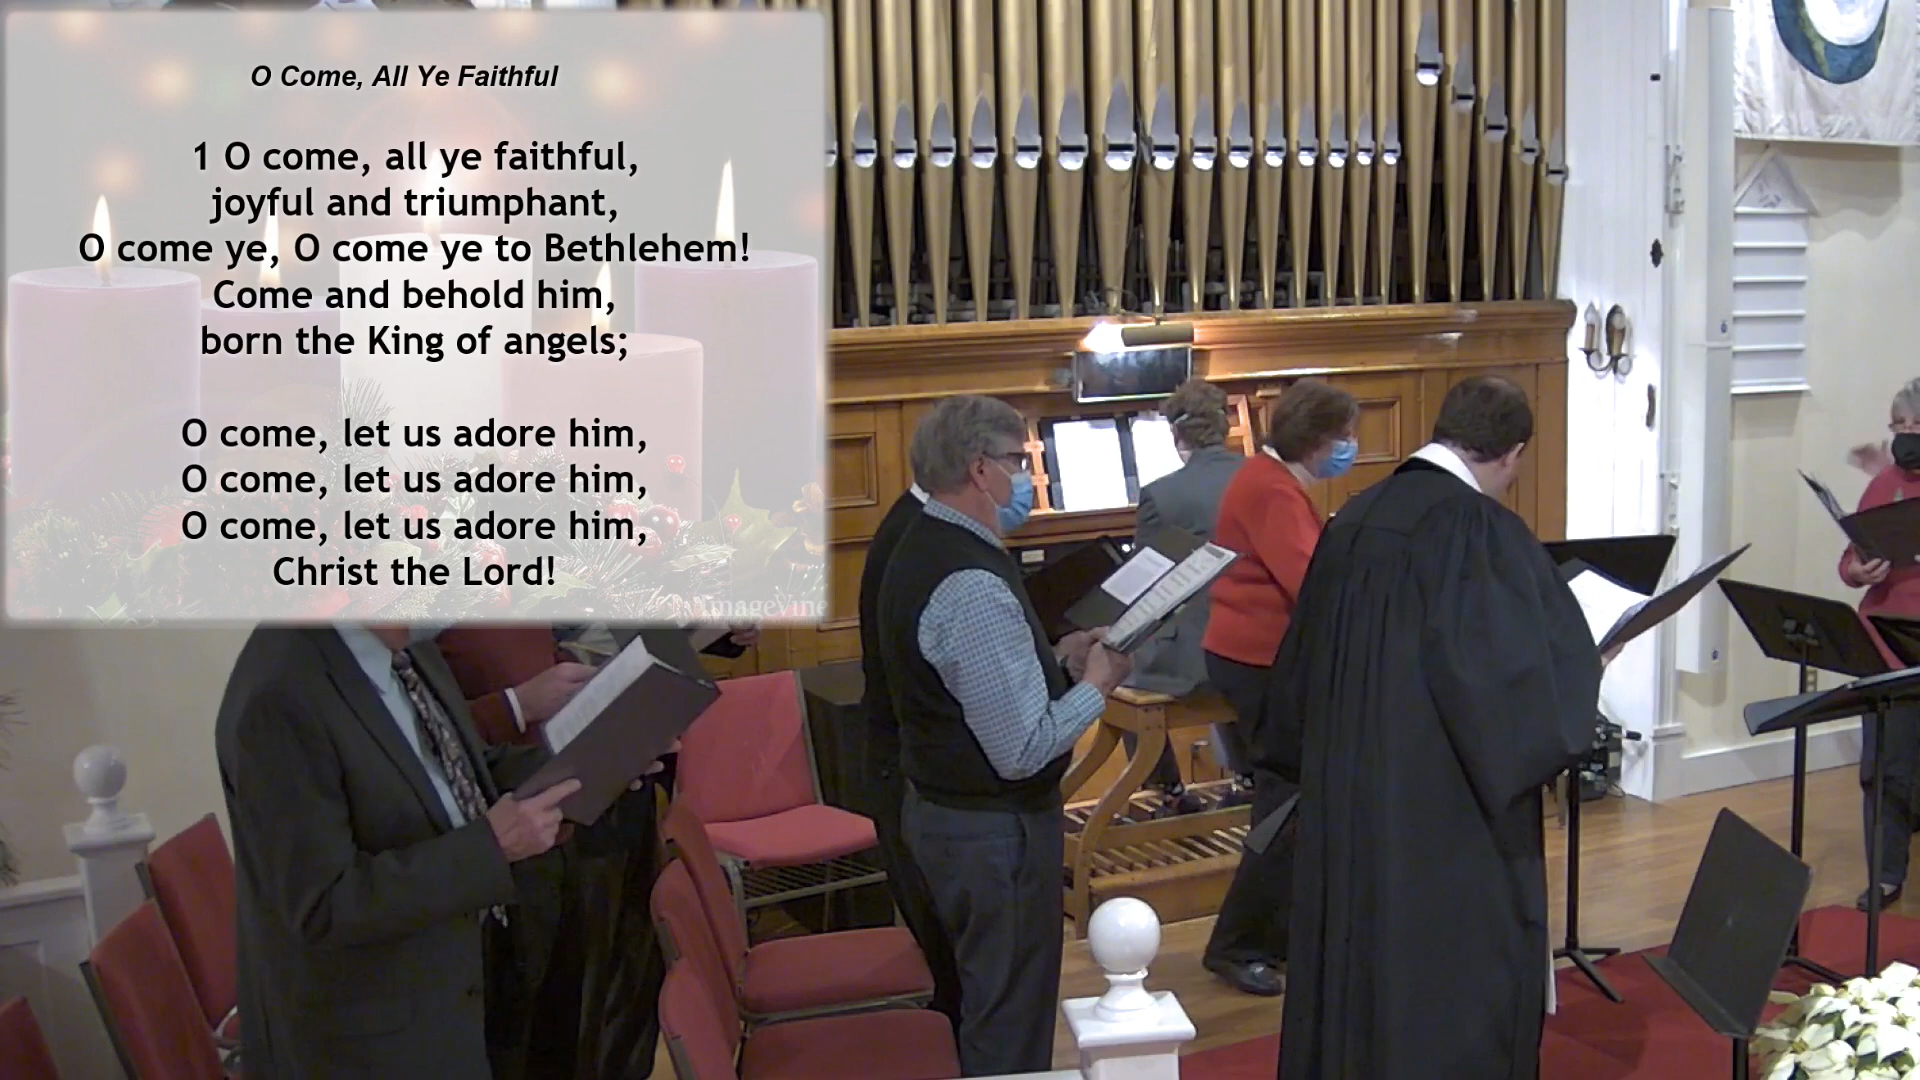 O Come, All Ye Faithful
1 O come, all ye faithful,
joyful and triumphant,
O come ye, O come ye to Bethlehem!
Come and behold him,
born the King of angels;
O come, let us adore him,
O come, let us adore him,
O come, let us adore him,
Christ the Lord!
imagevine